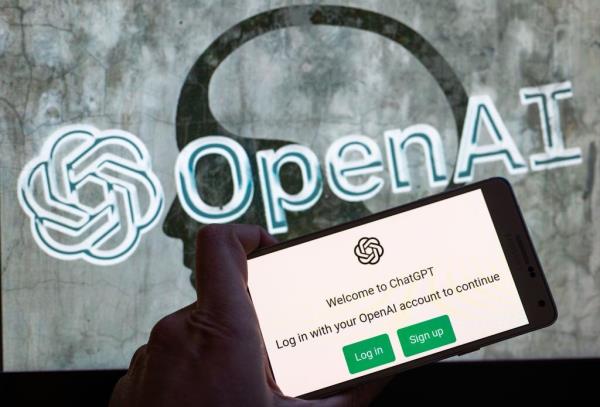 OpenAI
Welcome to ChatGPT
Log in with your OpenAI account to continue
Log in
Sign up